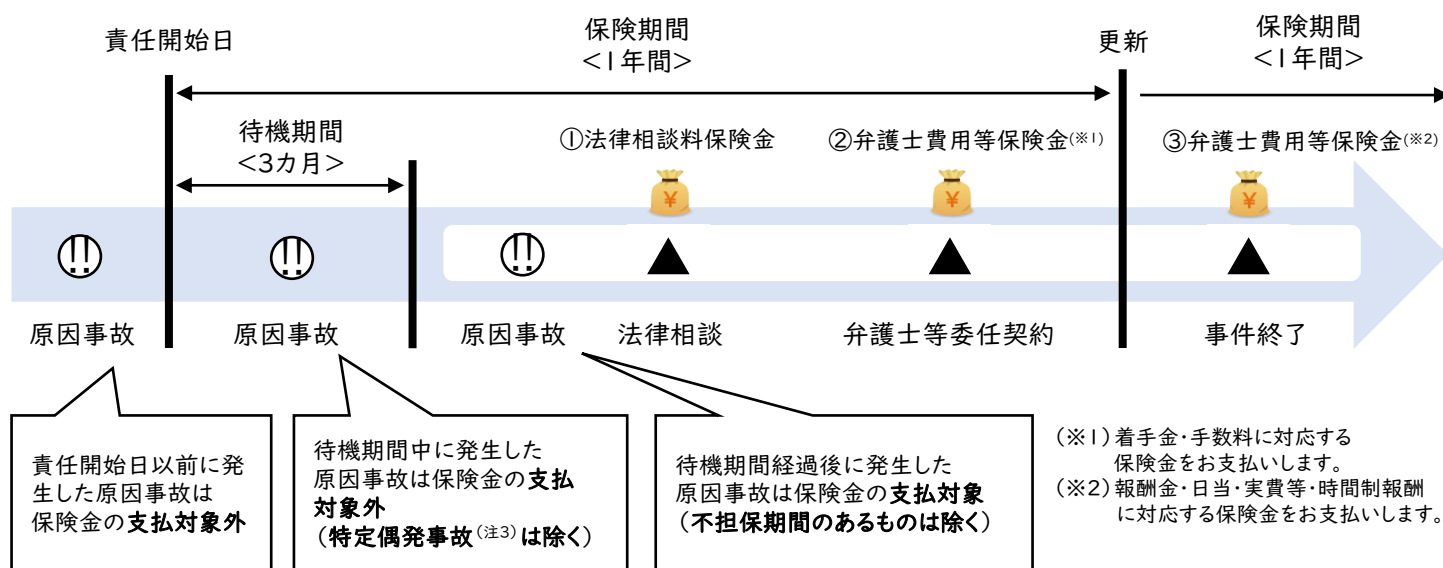 責任開始日
保険期間
<1年間>
更新
保険期間
<1年間>
待機期間
<3カ月>
①法律相談料保険金
②弁護士費用等保険金(※1)
③弁護士費用等保険金(※2)
¥
¥
¥
!!
!!
!!
原因事故
原因事故
原因事故
法律相談
弁護士等委任契約
事件終了
責任開始日以前に発
生した原因事故は
保険金の支払対象外
待機期間中に発生した
原因事故は保険金の支払
対象外
(特定偶発事故(注3)は除く)
待機期間経過後に発生した
原因事故は保険金の支払対象
(不担保期間のあるものは除く)
(※1)着手金・手数料に対応する
保険金をお支払いします。
(※2)報酬金・日当・実費等・時間制報酬
に対応する保険金をお支払いします。